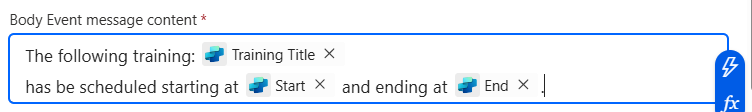 Body Event message content *
The following training: Training Title ×
has be scheduled starting at Start × and ending at End × .
fx